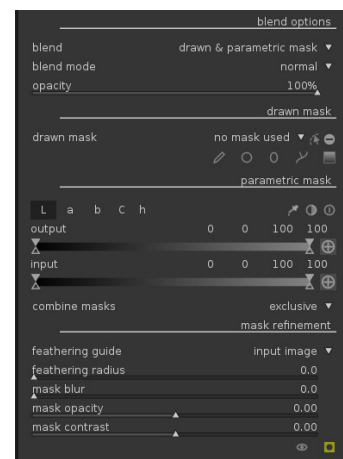 blend options
blend drawn & parametric mask
blend mode normal
opacity 100%
drawn mask
drawn mask no mask used
parametric mask
L a b C h
output 0 0 100 100
input 0 0 100 100
combine masks exclusive
mask refinement
feathering guide input image
feathering radius 0.0
mask blur 0.0
mask opacity 0.00
mask contrast 0.00